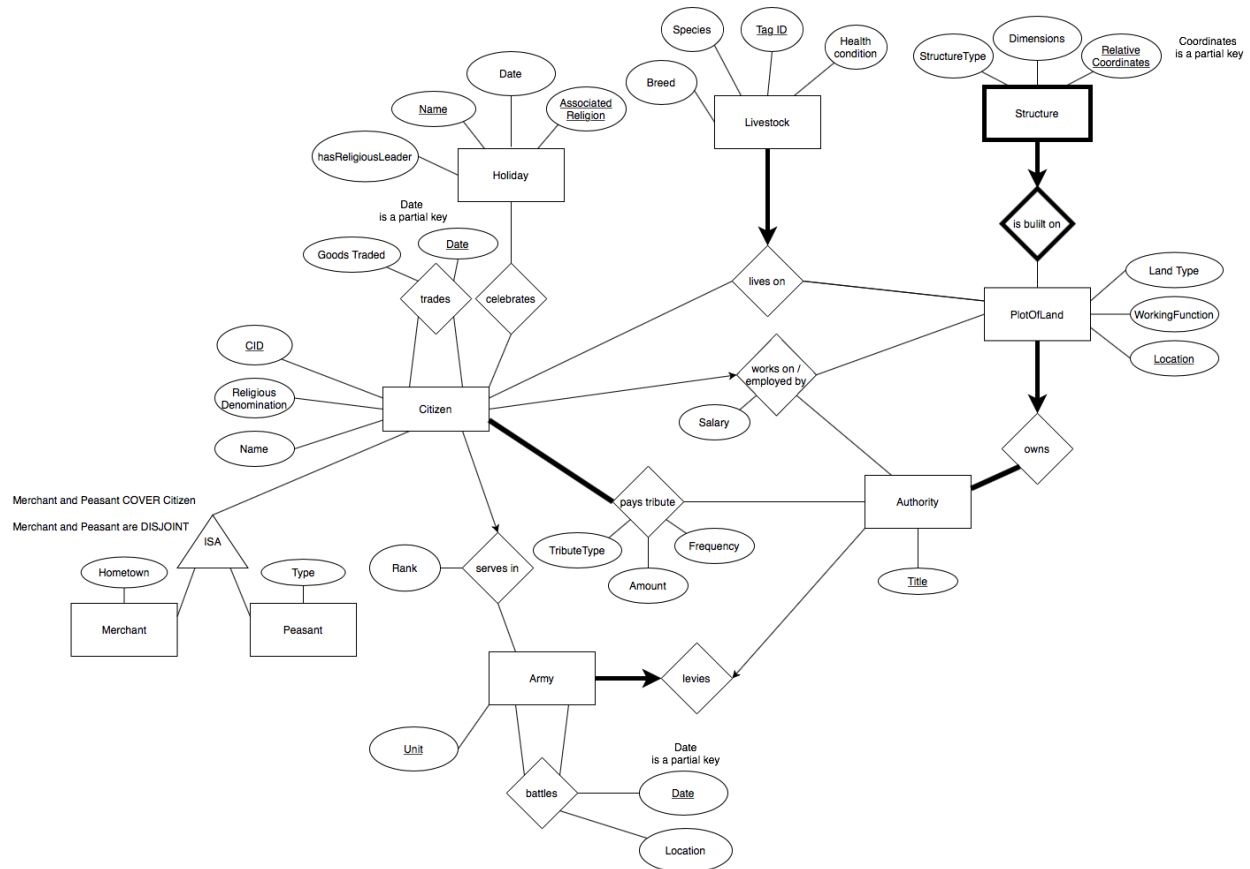 Species
Tag ID
Health
condition
Breed
Livestock
StructureType
Dimensions
Relative
Coordinates
Coordinates
is a partial key
Structure
Date
Name
Associated
Religion
hasReligiousLeader
Holiday
Date
is a partial key
Goods Traded
Date
trades
celebrates
lives on
is bulilt on
Land Type
PlotOfLand
WorkingFunction
Location
CID
Religious
Denomination
Name
Citizen
works on /
employed by
Salary
owns
Merchant and Peasant COVER Citizen
Merchant and Peasant are DISJOINT
ISA
Hometown
Type
Merchant
Peasant
pays tribute
TributeType
Frequency
Amount
Authority
Title
Rank
serves in
Army
levies
Unit
Date
is a partial key
battles
Date
Location